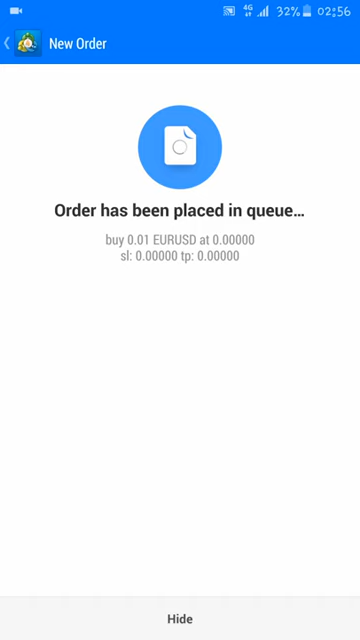 4G 32% 02:56
New Order
Order has been placed in queue...
buy 0.01 EURUSD at 0.00000
sl: 0.00000 tp: 0.00000
Hide